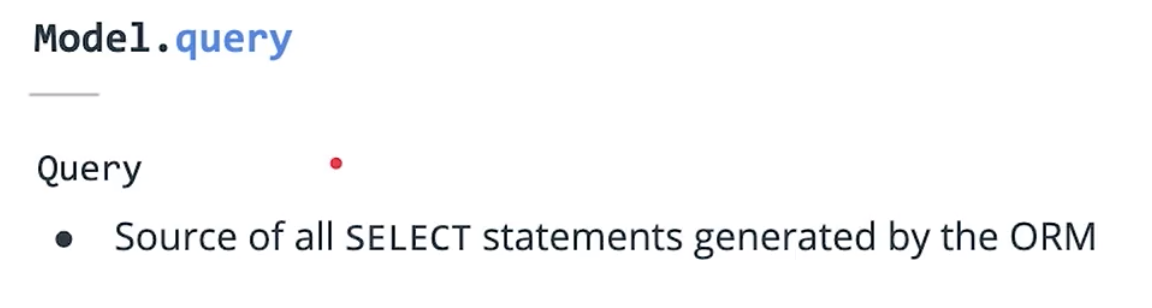 Model.query
Query
● Source of all SELECT statements generated by the ORM